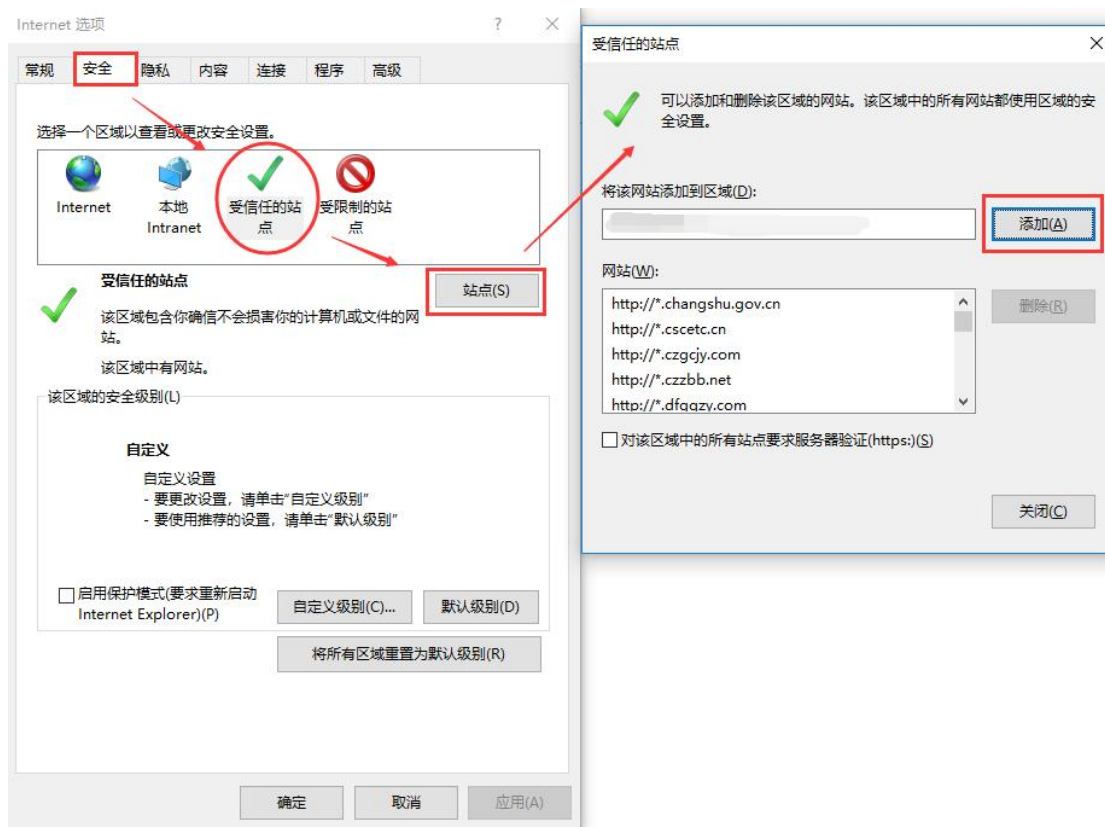 Internet 选项
常规 安全 隐私 内容 连接 程序 高级
选择一个区域以查看或更改安全设置。
Internet
本地
Intranet
受信任的站
点
受限制的站
点
受信任的站点
站点(S)
该区域包含你确信不会损害你的计算机或文件的网
站。
该区域中有网站。
该区域的安全级别(L)
自定义
自定义设置
- 要更改设置，请单击“自定义级别”
- 要使用推荐的设置，请单击“默认级别”
启用保护模式(要求重新启动
Internet Explorer)(P)
自定义级别(C)...
默认级别(D)
将所有区域重置为默认级别(R)
确定
取消
应用(A)
受信任的站点
可以添加和删除该区域的网站。该区域中的所有网站都使用区域的安
全设置。
将该网站添加到区域(D):
添加(A)
网站(W):
http://*.changshu.gov.cn
http://*.cscetc.cn
http://*.czgcjy.com
http://*.czzbb.net
http://*.dfggzy.com
删除(R)
对该区域中的所有站点要求服务器验证(https:)(S)
关闭(C)